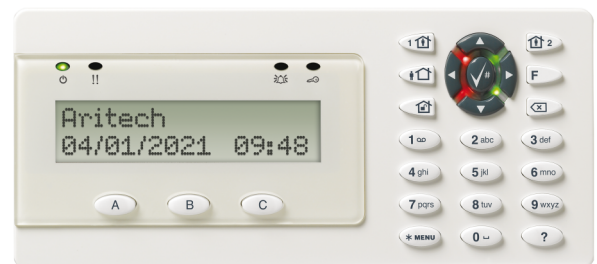 1 2
F
!!
#
Aritech
04/01/2021 09:48
1 2 abc 3 def
4 ghi 5 jkl 6 mno
A B C
7 pqrs 8 tuv 9 wxyz
* MENU 0 ?